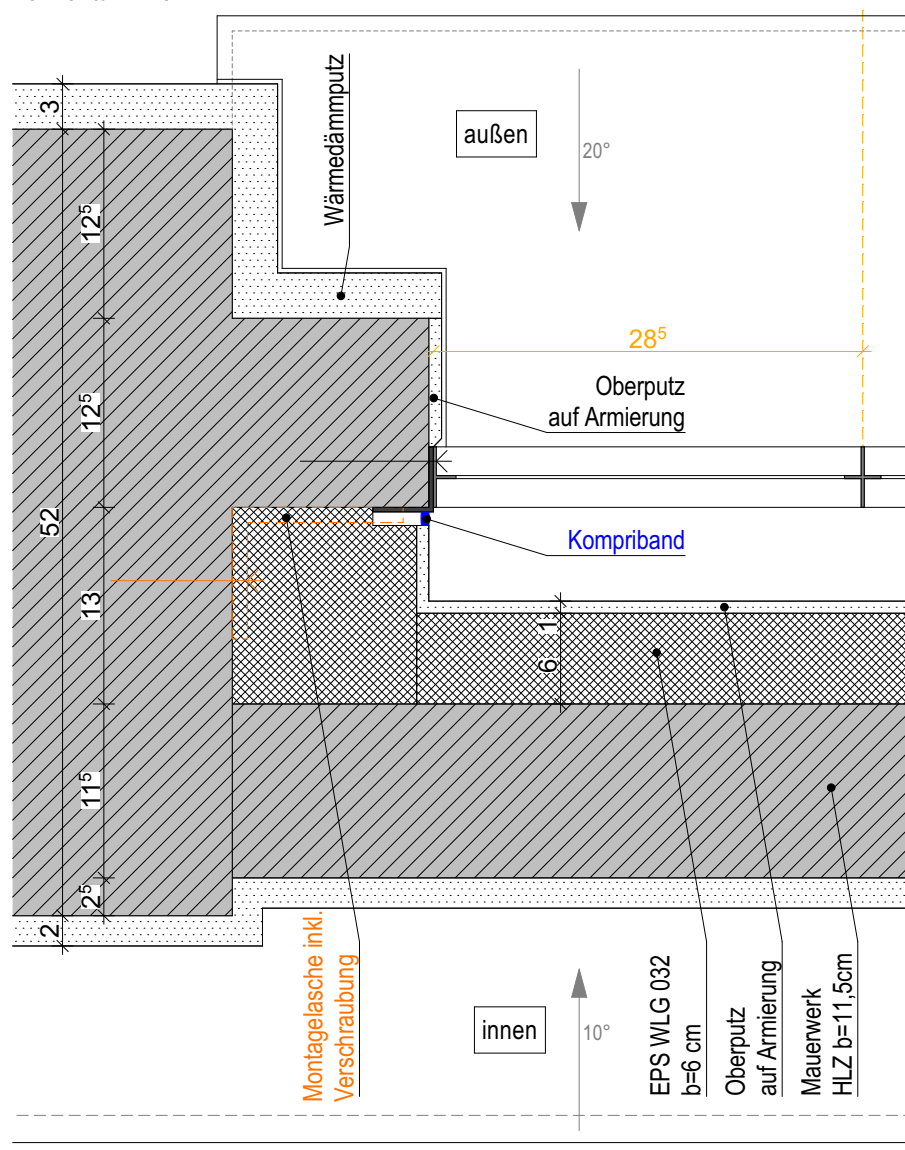 3
Wärmedämmputz
außen
20°
12⁵
28⁵
Oberputz
auf Armierung
12⁵
52
Kompriband
13
1
6
11⁵
2⁵
2
Montagelasche inkl.
Verschraubung
innen
10°
EPS WLG 032
b=6 cm
Oberputz
auf Armierung
Mauerwerk
HLZ b=11,5cm